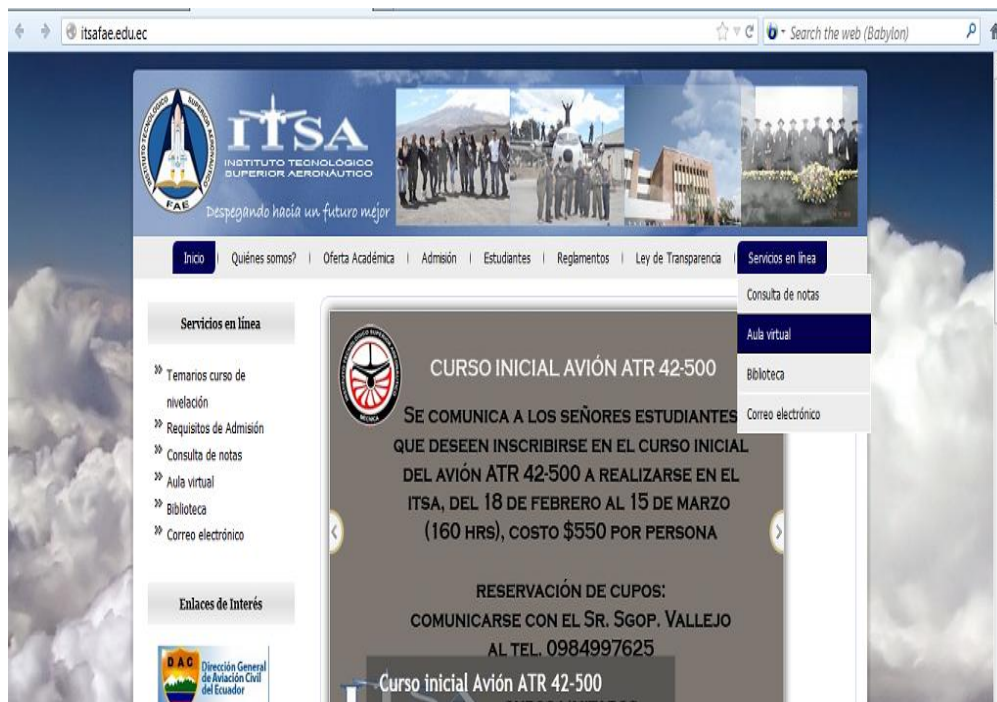 itsafae.edu.ec
Search the web (Babylon)
INSTITUTO TECNOLÓGICO SUPERIOR AERONÁUTICO
FAE
ITSA
INSTITUTO TECNOLÓGICO
SUPERIOR AERONÁUTICO
Despegando hacia un futuro mejor
Inicio
Quiénes somos?
Oferta Académica
Admisión
Estudiantes
Reglamentos
Ley de Transparencia
Servicios en línea
Consulta de notas
Aula virtual
Biblioteca
Correo electrónico
Servicios en línea
Temarios curso de
nivelación
Requisitos de Admisión
Consulta de notas
Aula virtual
Biblioteca
Correo electrónico
Enlaces de Interés
DAC
Dirección General
de Aviación Civil
del Ecuador
CURSO INICIAL AVIÓN ATR 42-500
SE COMUNICA A LOS SEÑORES ESTUDIANTES
QUE DESEEN INSCRIBIRSE EN EL CURSO INICIAL
DEL AVIÓN ATR 42-500 A REALIZARSE EN EL
ITSA, DEL 18 DE FEBRERO AL 15 DE MARZO
(160 HRS), COSTO $550 POR PERSONA
RESERVACIÓN DE CUPOS:
COMUNICARSE CON EL SR. SGOP. VALLEJO
AL TEL. 0984997625
Curso inicial Avión ATR 42-500